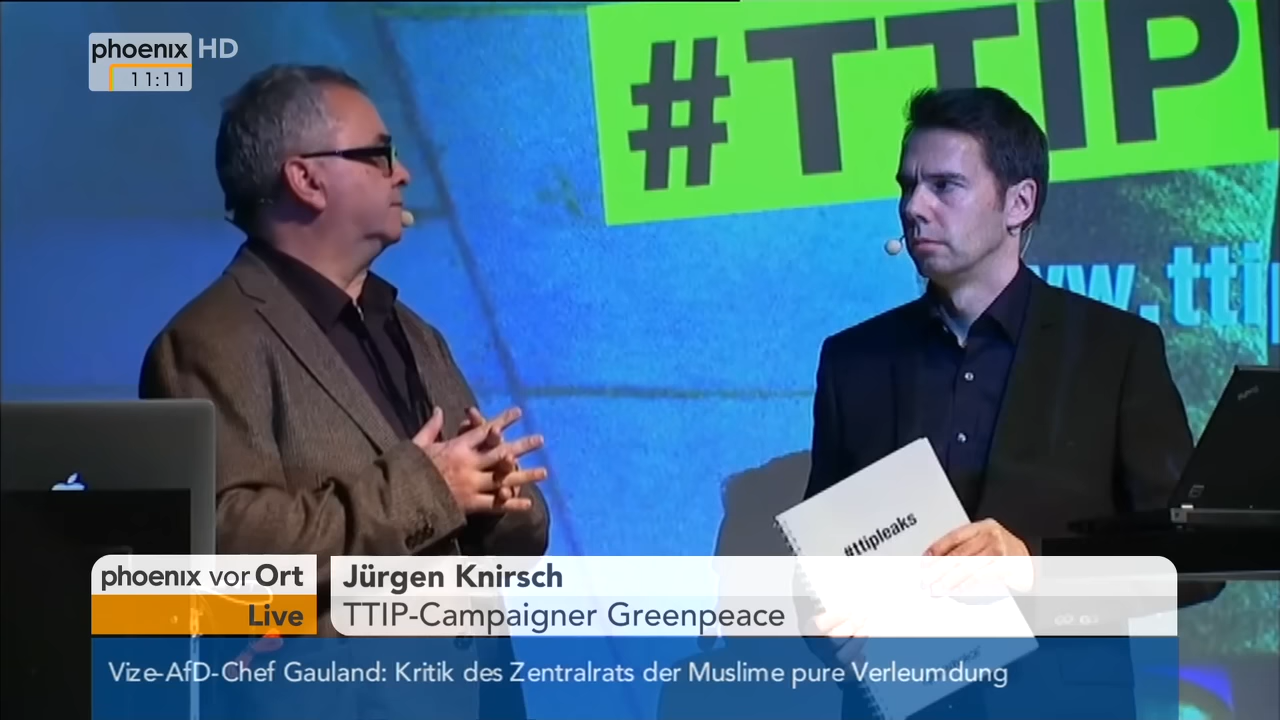 phoenix HD
11:11
#TTIP
www.ttip
#ttipleaks
phoenix vor Ort
Live
Jürgen Knirsch
TTIP-Campaigner Greenpeace
Vize-AfD-Chef Gauland: Kritik des Zentralrats der Muslime pure Verleumdung